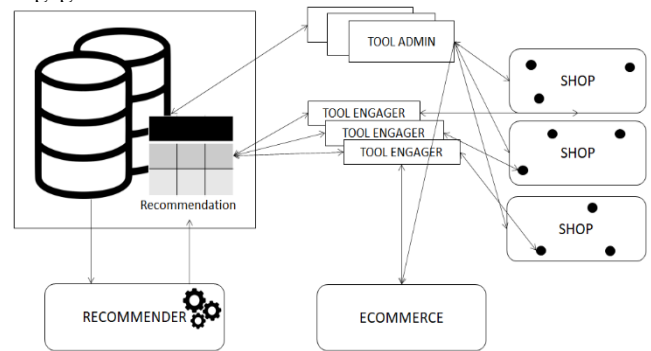 TOOL ADMIN
SHOP
TOOL ENGAGER
TOOL ENGAGER
TOOL ENGAGER
SHOP
Recommendation
SHOP
RECOMMENDER
ECOMMERCE